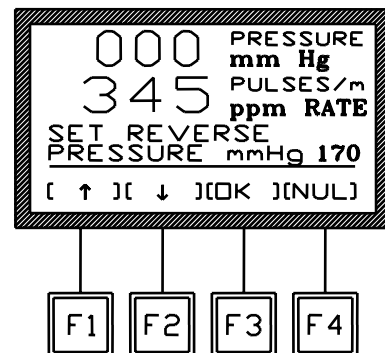 000 PRESSURE
mm Hg
345 PULSES/m
ppm RATE
SET REVERSE
PRESSURE mmHg 170
[ ↑ ][ ↓ ][OK ][NUL]
F1 F2 F3 F4